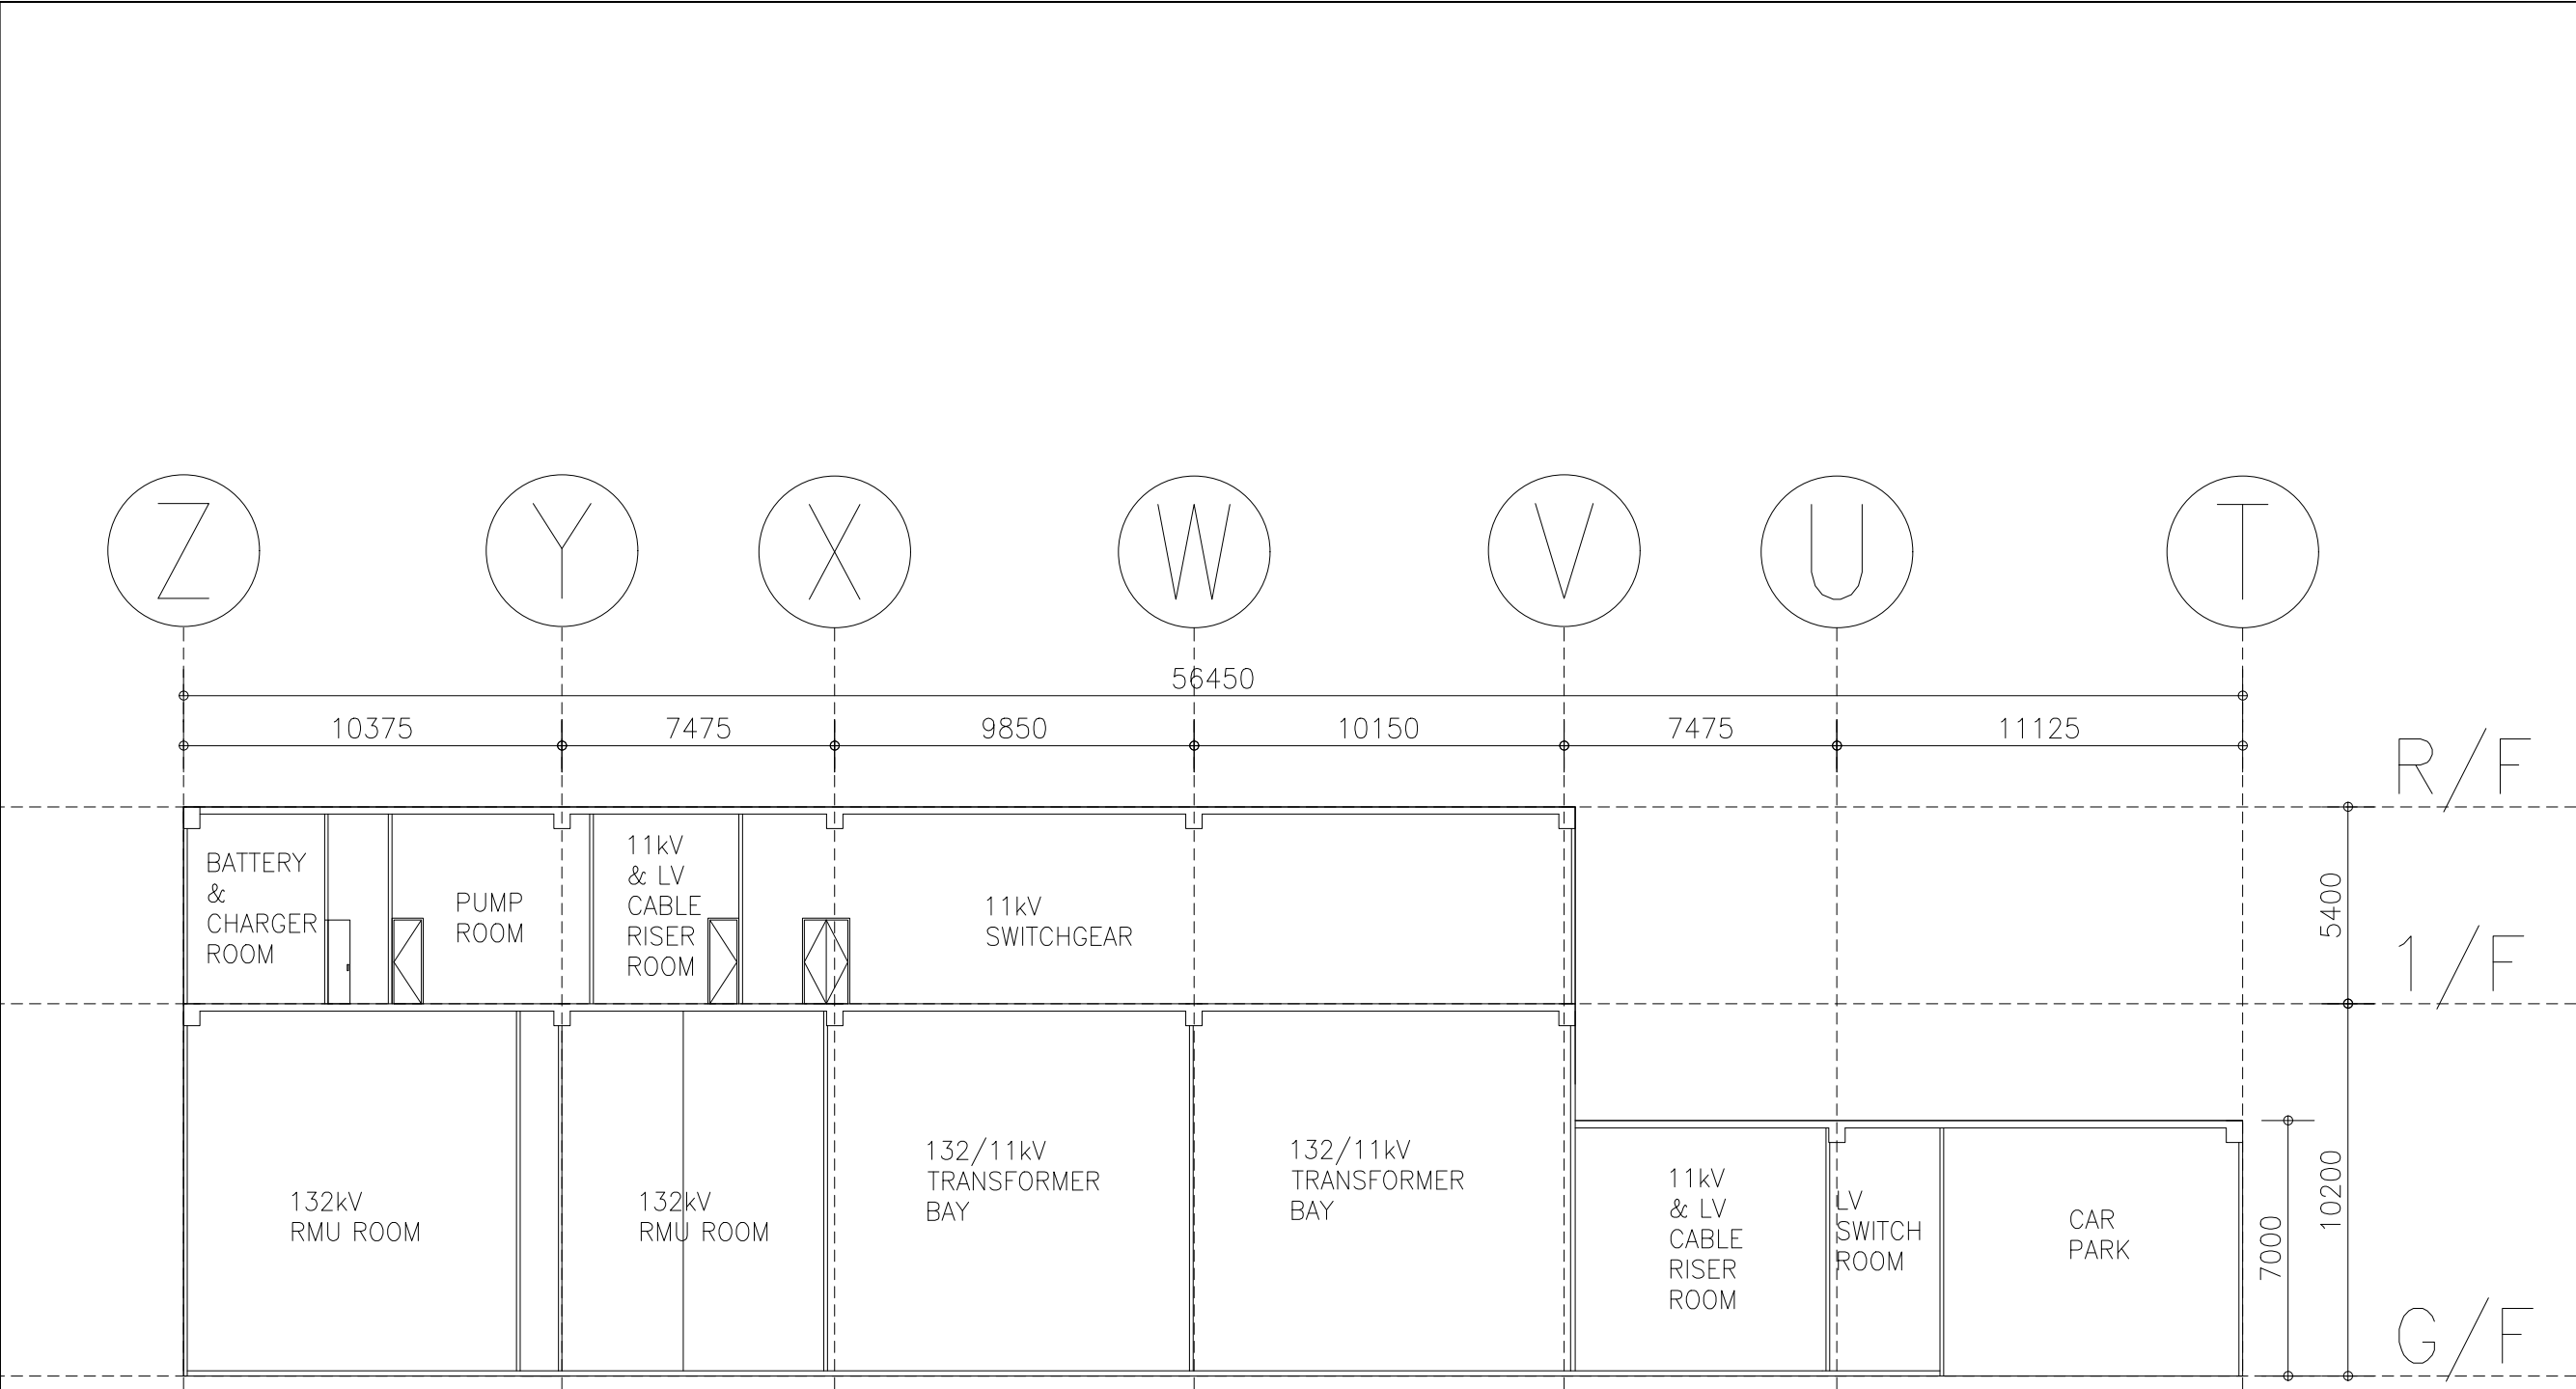 Z Y X W V U T
56450
10375 7475 9850 10150 7475 11125
R/F
BATTERY
&
CHARGER
ROOM
PUMP
ROOM
11kV
& LV
CABLE
RISER
ROOM
11kV
SWITCHGEAR
5400
1/F
132kV
RMU ROOM
132kV
RMU ROOM
132/11kV
TRANSFORMER
BAY
132/11kV
TRANSFORMER
BAY
11kV
& LV
CABLE
RISER
ROOM
LV
SWITCH
ROOM
CAR
PARK
7000
10200
G/F